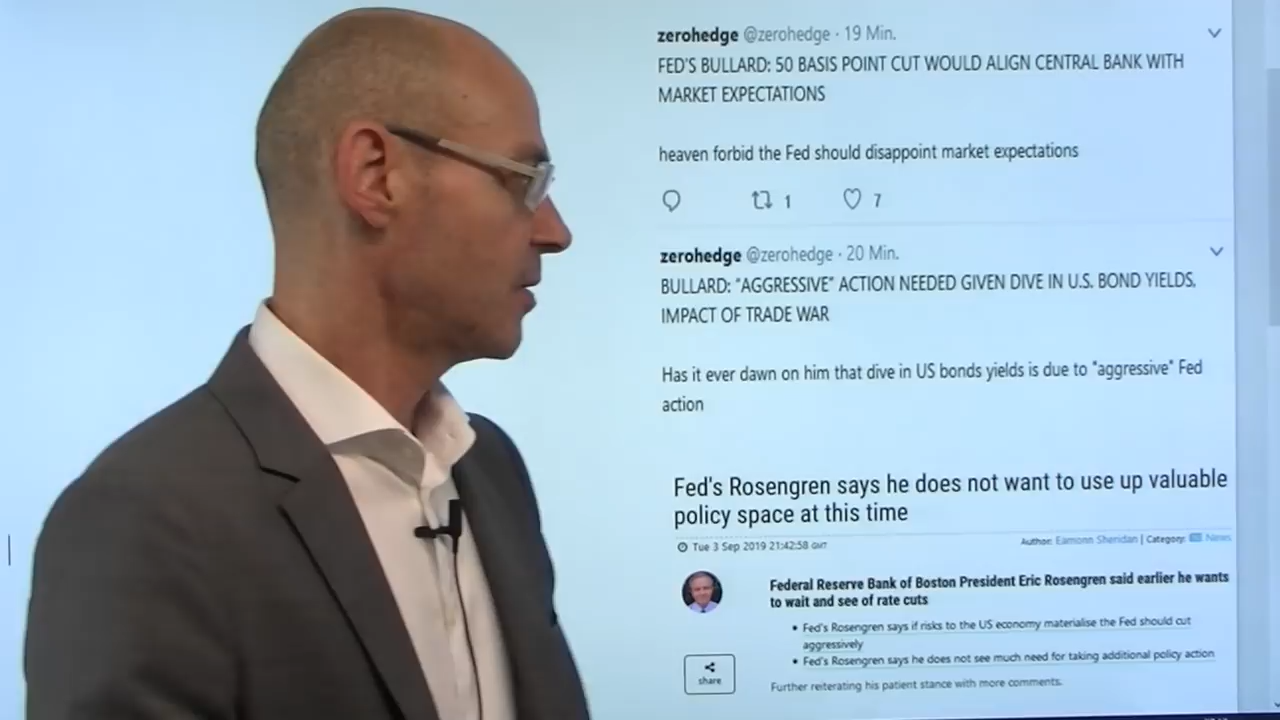 zerohedge @zerohedge · 19 Min.
FED'S BULLARD: 50 BASIS POINT CUT WOULD ALIGN CENTRAL BANK WITH
MARKET EXPECTATIONS
heaven forbid the Fed should disappoint market expectations
1 7
zerohedge @zerohedge · 20 Min.
BULLARD: "AGGRESSIVE" ACTION NEEDED GIVEN DIVE IN U.S. BOND YIELDS,
IMPACT OF TRADE WAR
Has it ever dawn on him that dive in US bonds yields is due to "aggressive" Fed
action
Fed's Rosengren says he does not want to use up valuable
policy space at this time
Tue 3 Sep 2019 21:42:58 GMT
Author: Eamonn Sheridan | Category: News
Federal Reserve Bank of Boston President Eric Rosengren said earlier he wants
to wait and see of rate cuts
• Fed's Rosengren says if risks to the US economy materialise the Fed should cut
aggressively
• Fed's Rosengren says he does not see much need for taking additional policy action
share
Further reiterating his patient stance with more comments.